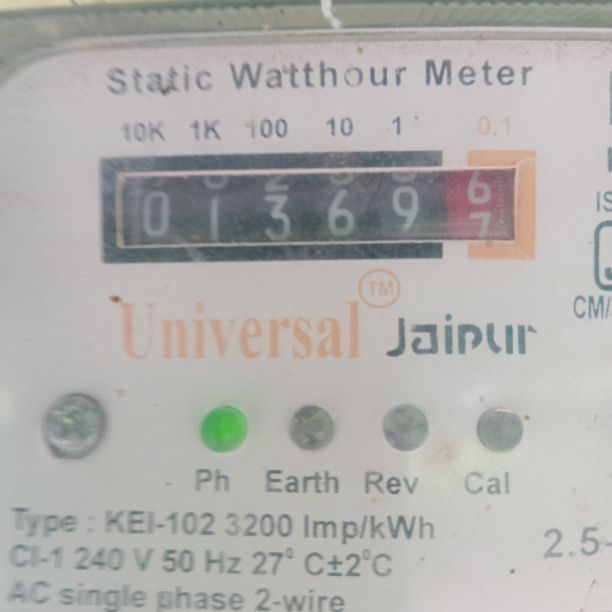 Static Watthour Meter
10K 1K 100 10 1 0.1
0 1 3 6 9 6
7
TM
Universal Jaipur
Ph Earth Rev Cal
Type : KEI-102 3200 Imp/kWh
Cl-1 240 V 50 Hz 27° C±2°C
2.5-
AC single phase 2-wire
IS
CM/